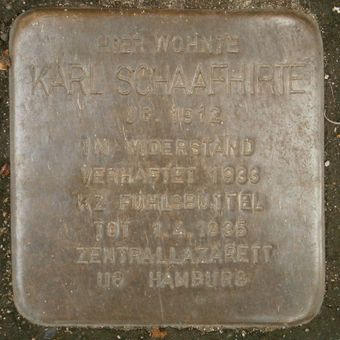 HIER WOHNTE
KARL SCHAAFHIRTE
JG. 1912
IM WIDERSTAND
VERHAFTET 1933
KZ FUHLSBÜTTEL
TOT 1.4.1935
ZENTRALLAZARETT
UG HAMBURG